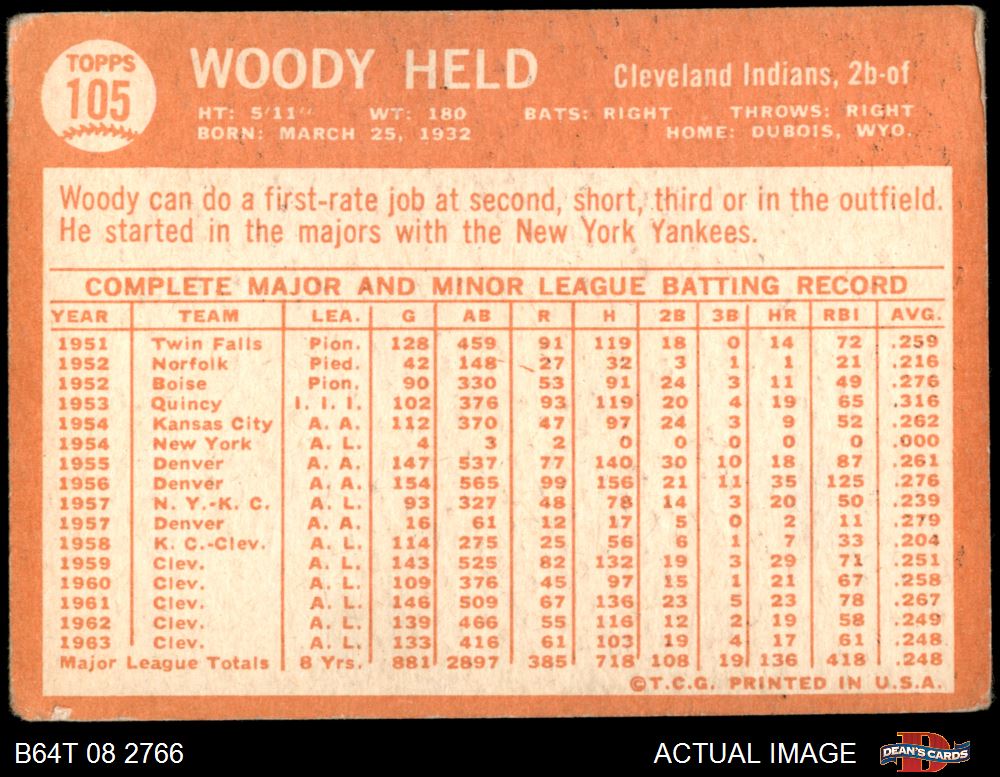 TOPPS
105
WOODY HELD
Cleveland Indians, 2b-of
HT: 5'11" WT: 180 BATS: RIGHT THROWS: RIGHT
BORN: MARCH 25, 1932 HOME: DUBOIS, WYO.
Woody can do a first-rate job at second, short, third or in the outfield.
He started in the majors with the New York Yankees.
COMPLETE MAJOR AND MINOR LEAGUE BATTING RECORD
YEAR TEAM LEA. G AB R H 2B 3B HR RBI AVG.
1951 Twin Falls Pion. 128 459 91 119 18 0 14 72 .259
1952 Norfolk Pied. 42 148 27 32 3 1 1 21 .216
1952 Boise Pion. 90 330 53 91 24 3 11 49 .276
1953 Quincy I. I. I. 102 376 93 119 20 4 19 65 .316
1954 Kansas City A. A. 112 370 47 97 24 3 9 52 .262
1954 New York A. L. 4 3 2 0 0 0 0 0 .000
1955 Denver A. A. 147 537 77 140 30 10 18 87 .261
1956 Denver A. A. 154 565 99 156 21 11 35 125 .276
1957 N. Y.-K. C. A. L. 93 327 48 78 14 3 20 50 .239
1957 Denver A. A. 16 61 12 17 5 0 2 11 .279
1958 K. C.-Clev. A. L. 114 275 25 56 6 1 7 33 .204
1959 Clev. A. L. 143 525 82 132 19 3 29 71 .251
1960 Clev. A. L. 109 376 45 97 15 1 21 67 .258
1961 Clev. A. L. 146 509 67 136 23 5 23 78 .267
1962 Clev. A. L. 139 466 55 116 12 2 19 58 .249
1963 Clev. A. L. 133 416 61 103 19 4 17 61 .248
Major League Totals 8 Yrs. 881 2897 385 718 108 19 136 418 .248
©T.C.G. PRINTED IN U.S.A.
B64T 08 2766 ACTUAL IMAGE DEAN'S CARDS